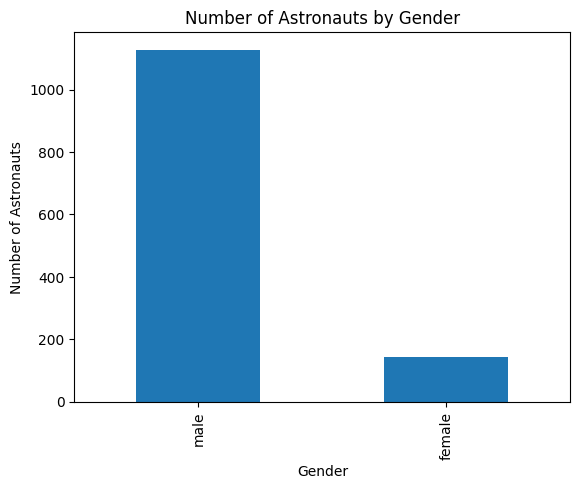 Number of Astronauts by Gender
Number of Astronauts
1000
800
600
400
200
0
male
female
Gender